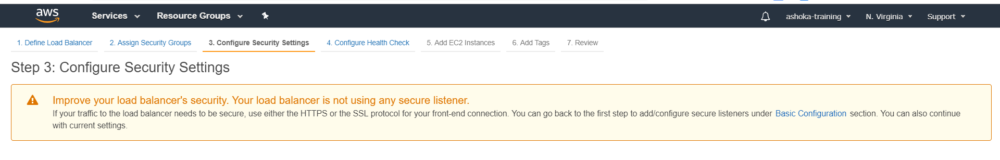 aws Services Resource Groups ashoka-training N. Virginia Support
1. Define Load Balancer 2. Assign Security Groups 3. Configure Security Settings 4. Configure Health Check 5. Add EC2 Instances 6. Add Tags 7. Review
Step 3: Configure Security Settings
Improve your load balancer's security. Your load balancer is not using any secure listener.
If your traffic to the load balancer needs to be secure, use either the HTTPS or the SSL protocol for your front-end connection. You can go back to the first step to add/configure secure listeners under Basic Configuration section. You can also continue
with current settings.